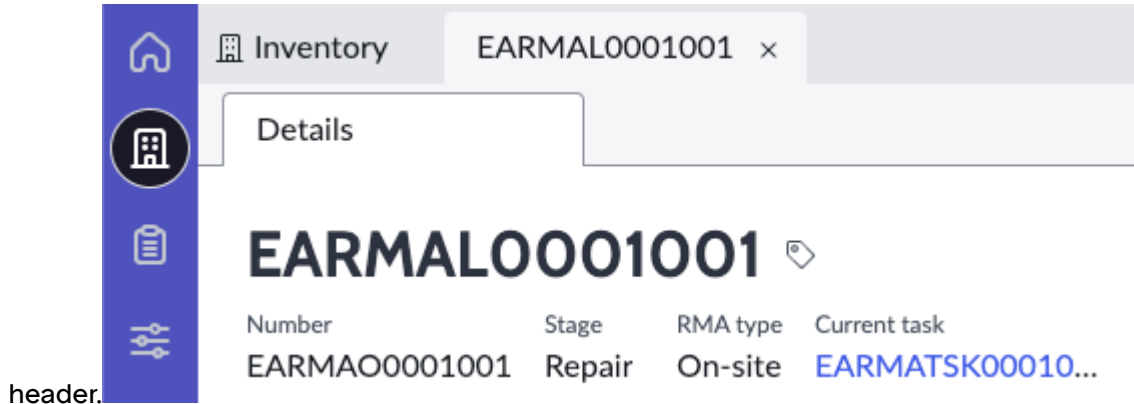 Inventory EARMAL0001001 ×
Details
EARMAL0001001
Number Stage RMA type Current task
EARMAO0001001 Repair On-site EARMATSK00010...
header.